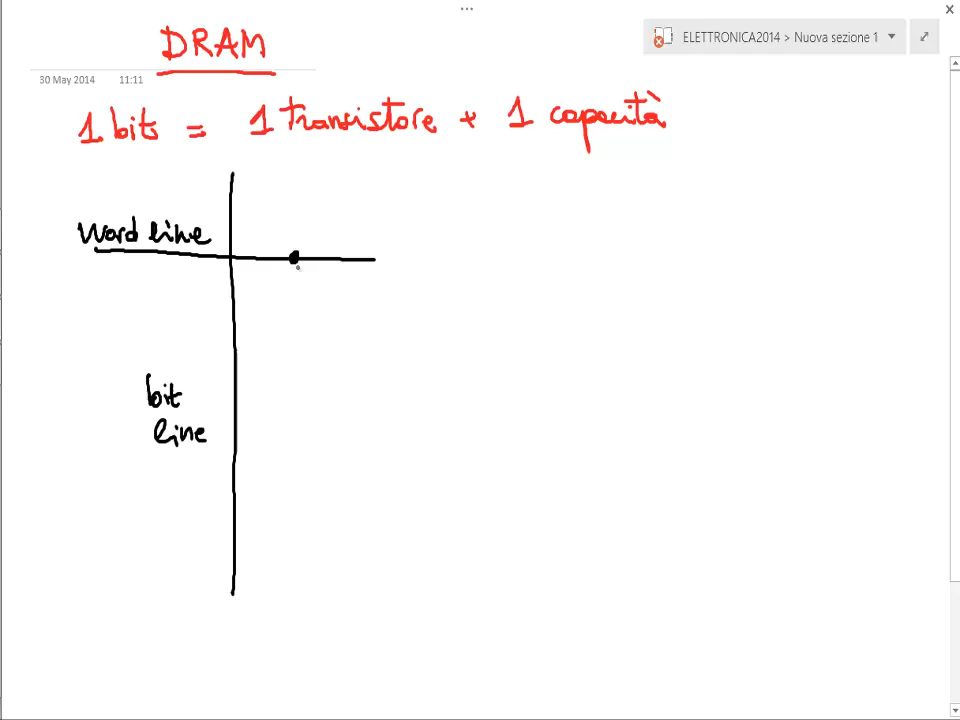 DRAM
ELETTRONICA2014 > Nuova sezione 1
30 May 2014 11:11
1 bit = 1 transistore + 1 capacità
Word line
bit
line